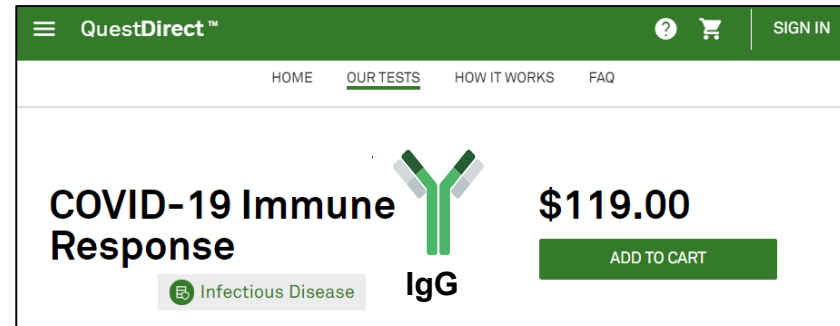 QuestDirect™
SIGN IN
HOME OUR TESTS HOW IT WORKS FAQ
COVID-19 Immune
Response
$119.00
ADD TO CART
Infectious Disease
IgG